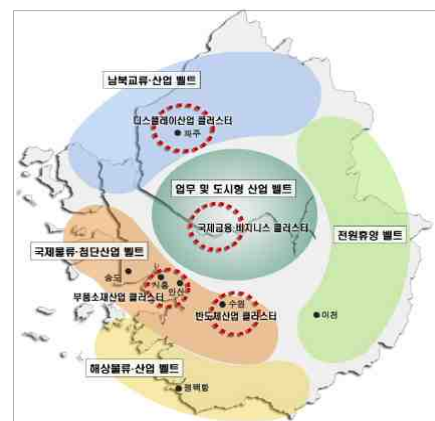 남북교류·산업 벨트
디스플레이산업 클러스터
파주
업무 및 도시형 산업 벨트
국제금융·비지니스 클러스터
전원휴양 벨트
국제물류·첨단산업 벨트
송도
시흥
안산
부품소재산업 클러스터
수원
반도체산업 클러스터
이천
해상물류·산업 벨트
평택항